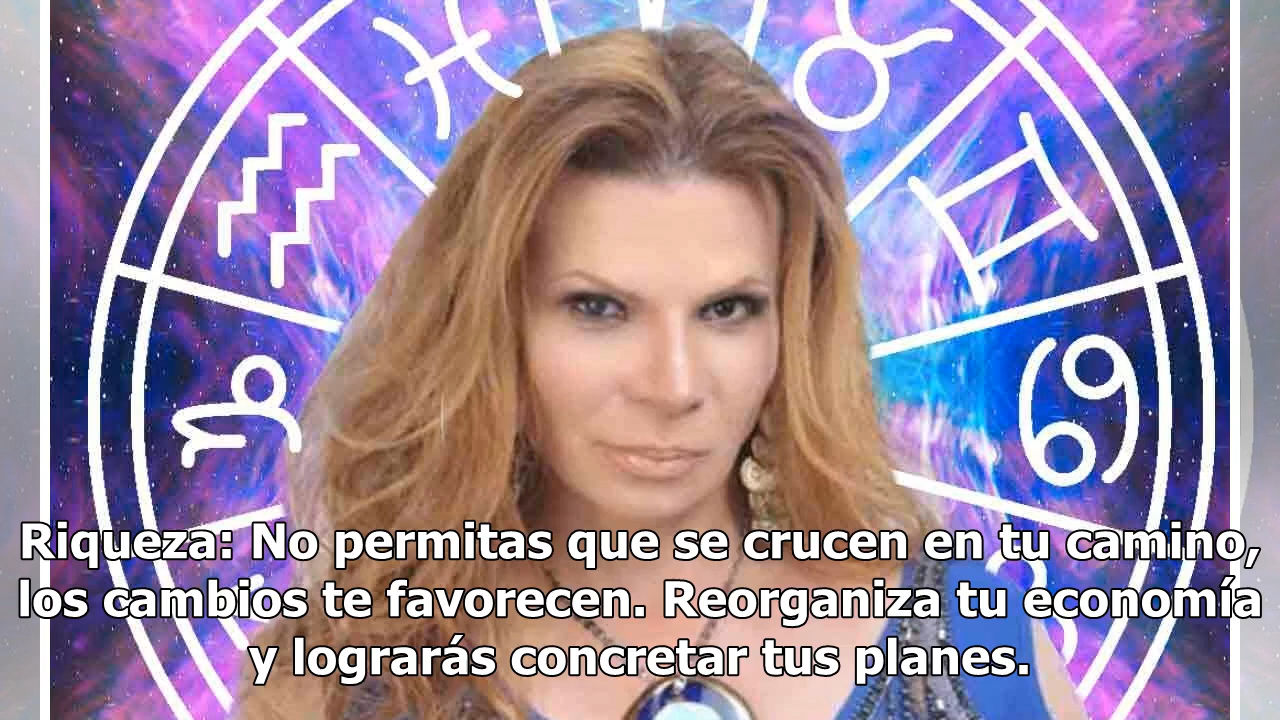 Riqueza: No permitas que se crucen en tu camino,
los cambios te favorecen. Reorganiza tu economía
y lograrás concretar tus planes.